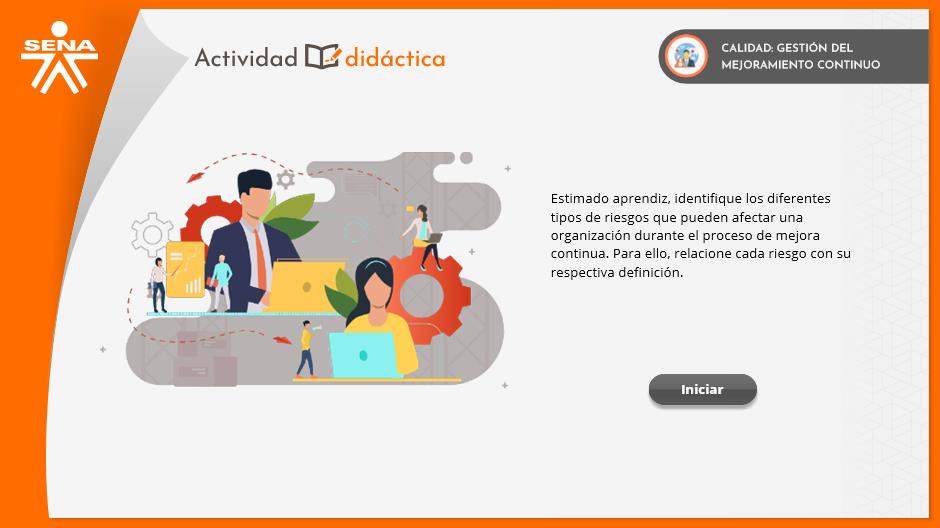 SENA
Actividad didáctica
CALIDAD: GESTIÓN DEL
MEJORAMIENTO CONTINUO
Estimado aprendiz, identifique los diferentes
tipos de riesgos que pueden afectar una
organización durante el proceso de mejora
continua. Para ello, relacione cada riesgo con su
respectiva definición.
Iniciar